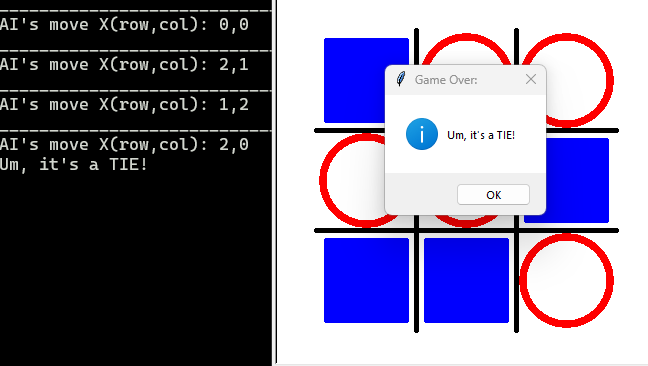 AI's move X(row,col): 0,0
AI's move X(row,col): 2,1
AI's move X(row,col): 1,2
AI's move X(row,col): 2,0
Um, it's a TIE!
Game Over:
Um, it's a TIE!
OK